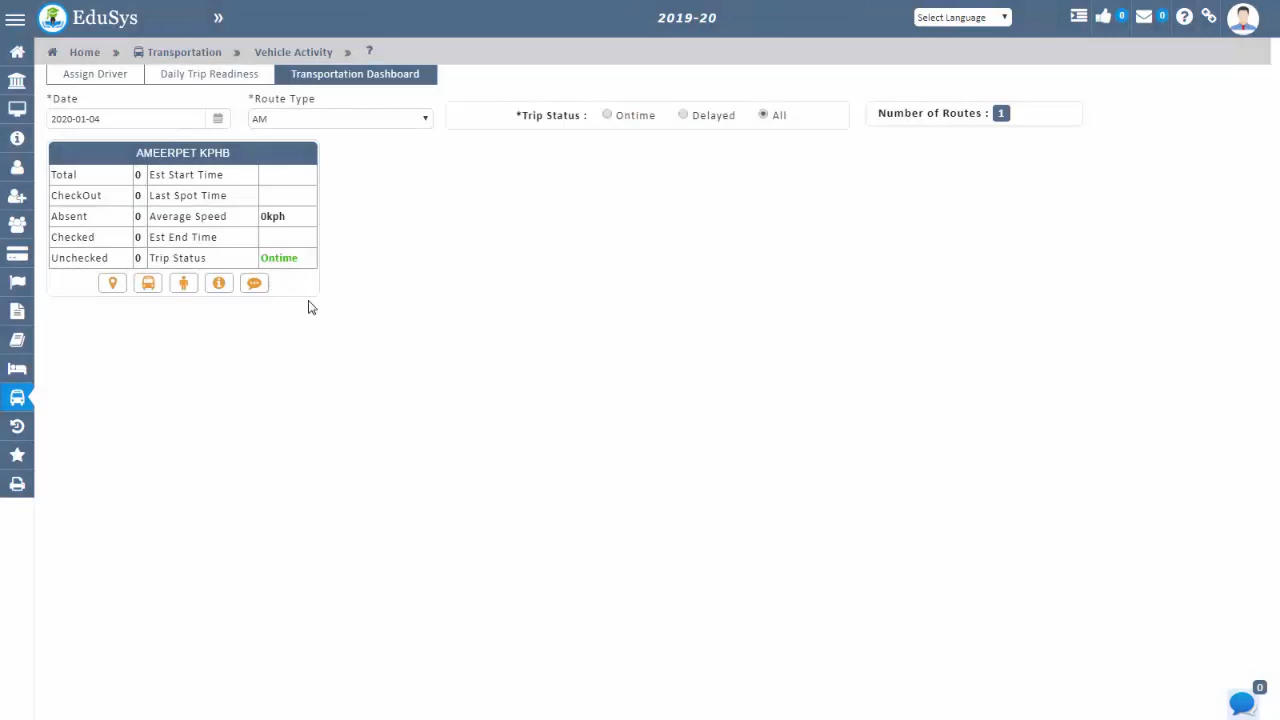 EduSys » 2019-20 Select Language 0 0
Home » Transportation » Vehicle Activity » ?
Assign Driver Daily Trip Readiness Transportation Dashboard
*Date *Route Type
2020-01-04 AM *Trip Status : Ontime Delayed All Number of Routes : 1
AMEERPET KPHB
Total 0 Est Start Time
CheckOut 0 Last Spot Time
Absent 0 Average Speed 0kph
Checked 0 Est End Time
Unchecked 0 Trip Status Ontime
0